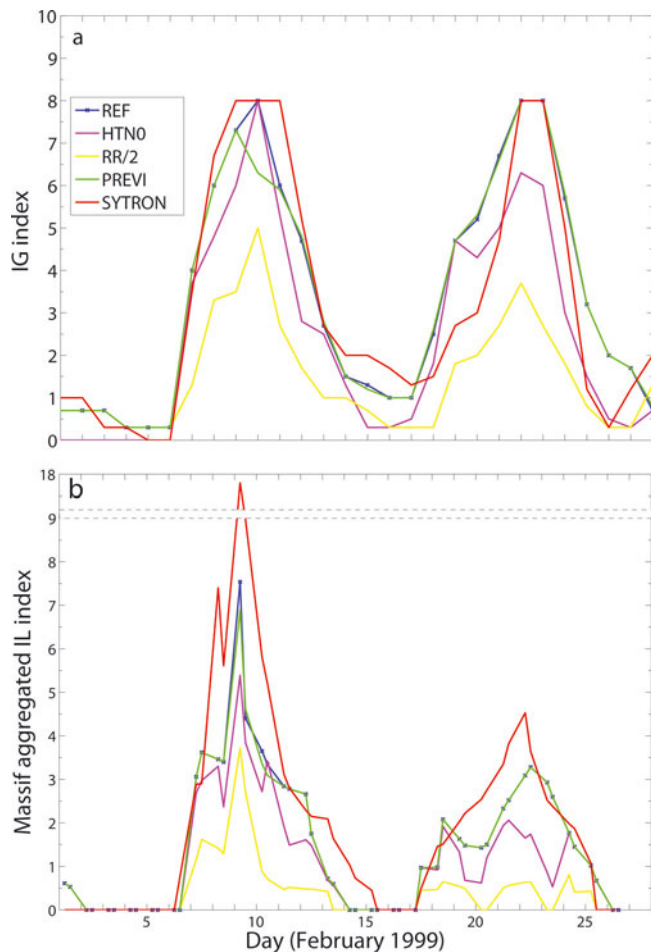 a
10
9
8
7
6
5
4
3
2
1
0
IG index
REF
HTN0
RR/2
PREVI
SYTRON
b
18
9
8
7
6
5
4
3
2
1
0
Massif aggregated IL index
5 10 15 20 25
Day (February 1999)